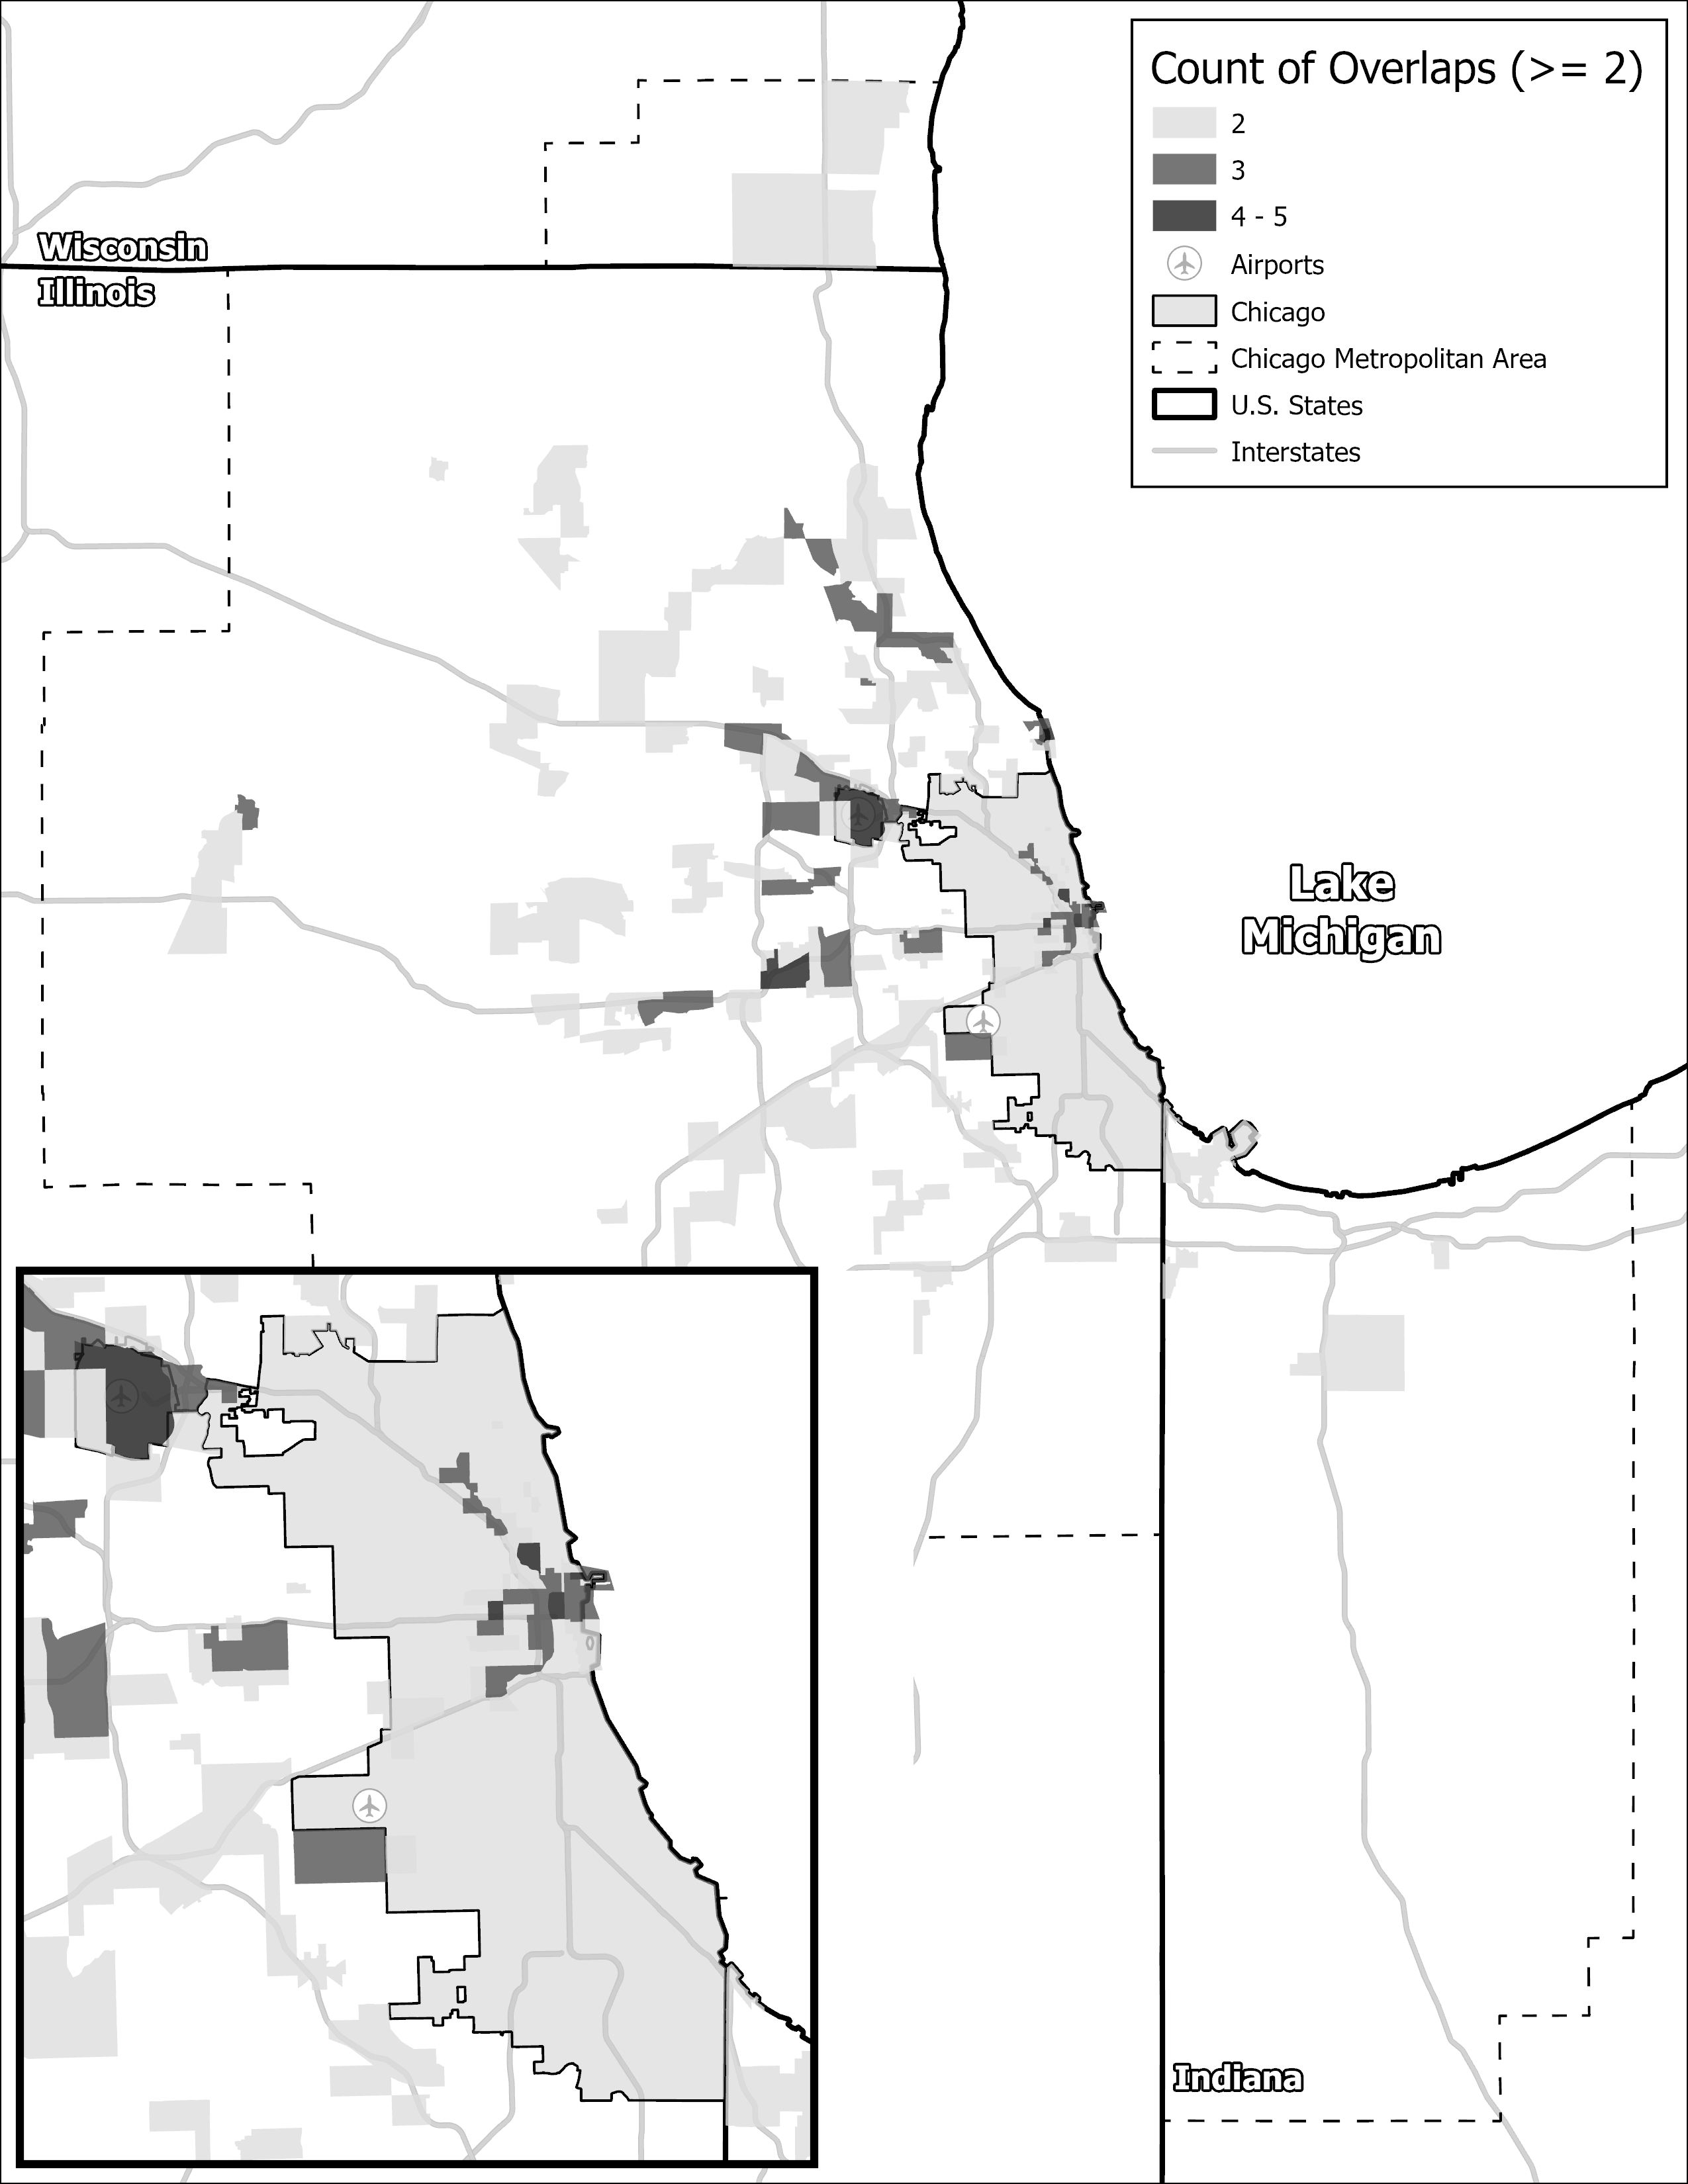 Count of Overlaps (>= 2)
2
3
4 - 5
Airports
Chicago
Chicago Metropolitan Area
U.S. States
Interstates
Wisconsin
Illinois
Lake
Michigan
Indiana